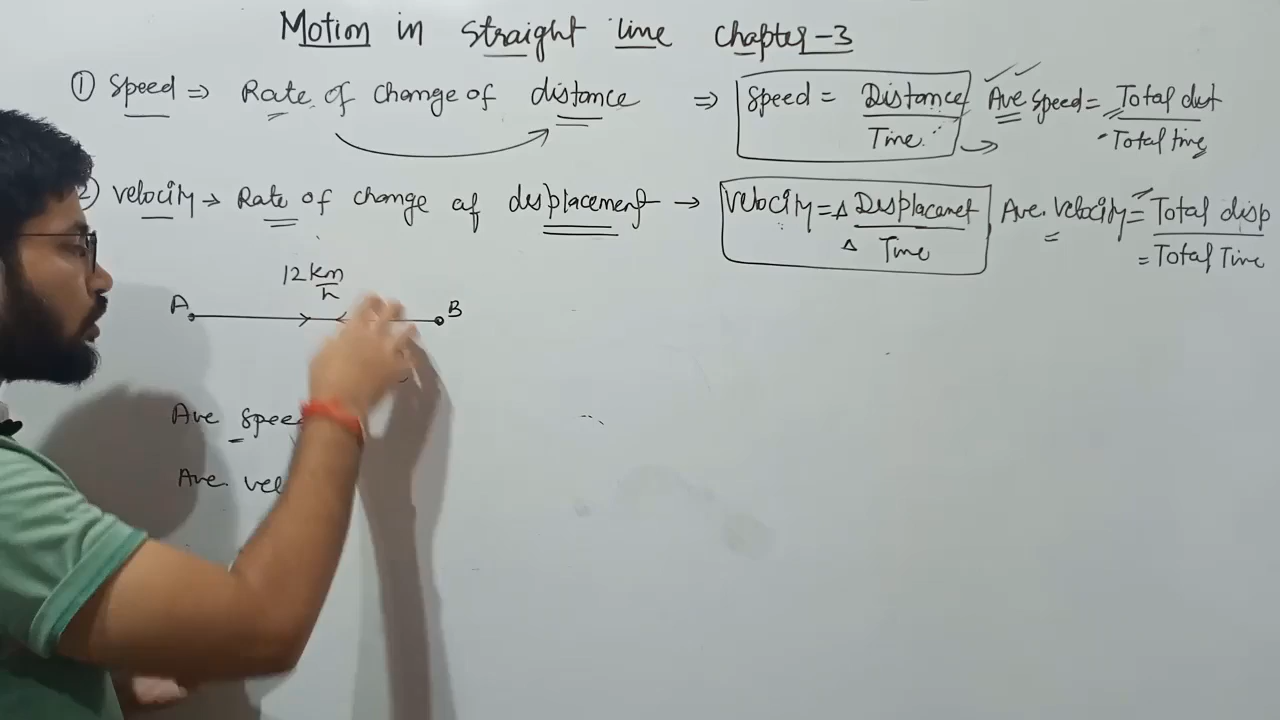 Motion in straight line chapter-3
① Speed ⇒ Rate of change of distance ⇒ Speed = Distance / Time Ave Speed = Total dist / Total time
2) velocity → Rate of change of displacement → Velocity = Δ Displacement / Δ Time Ave. Velocity = Total disp / = Total Time
12 km/h
A B
Ave Speed
Ave. vel